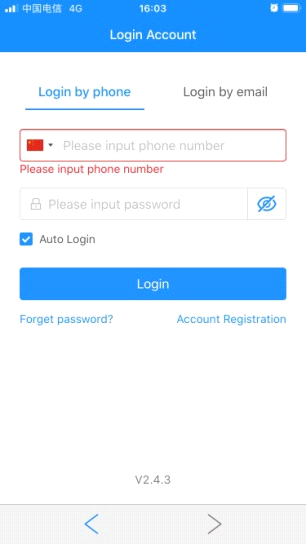 中国电信 4G 16:03
Login Account
Login by phone Login by email
Please input phone number
Please input phone number
Please input password
Auto Login
Login
Forget password? Account Registration
V2.4.3